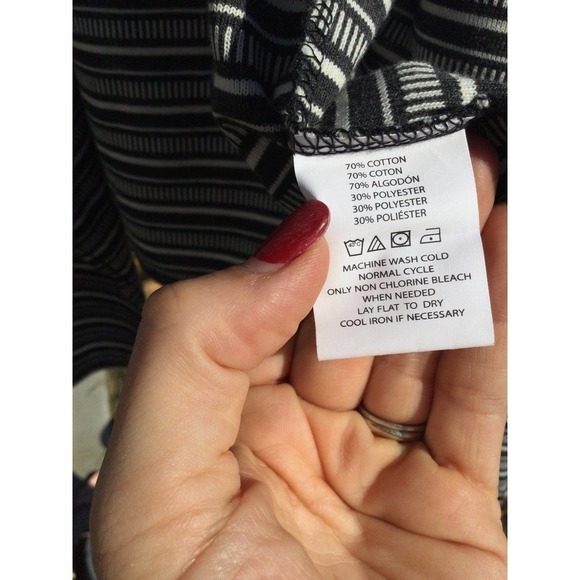 70% COTTON
70% COTON
70% ALGODÓN
30% POLYESTER
30% POLYESTER
30% POLIÉSTER
MACHINE WASH COLD
NORMAL CYCLE
ONLY NON CHLORINE BLEACH
WHEN NEEDED
LAY FLAT TO DRY
COOL IRON IF NECESSARY